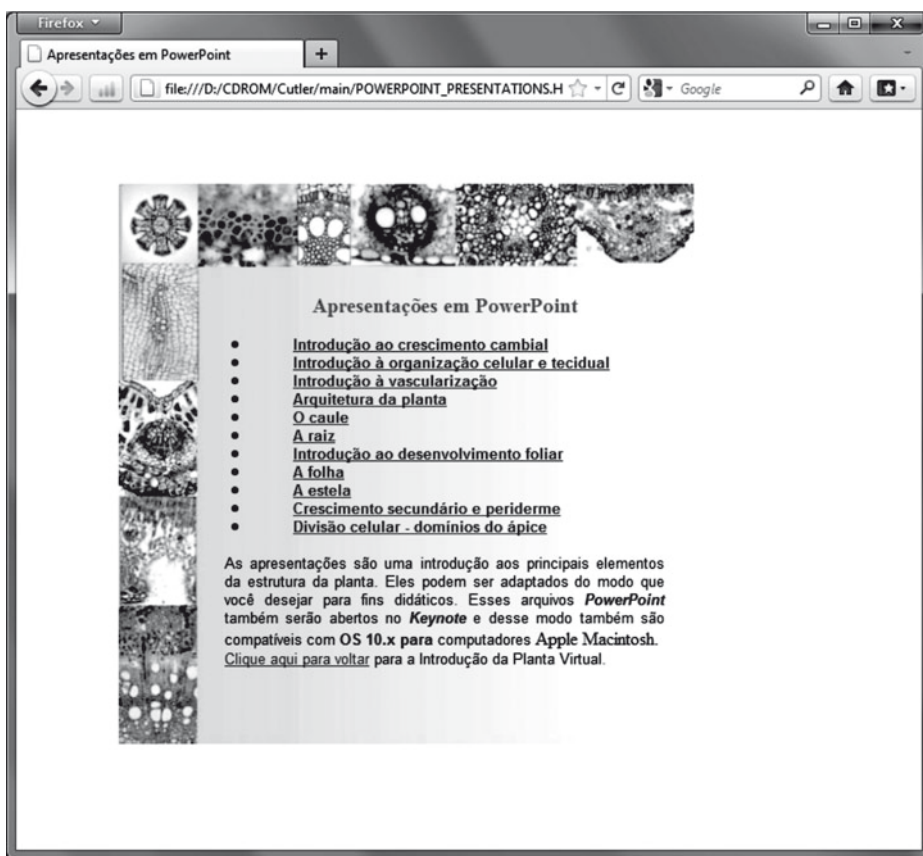 Firefox
Apresentações em PowerPoint
file:///D:/CDROM/Cutler/main/POWERPOINT_PRESENTATIONS.H
Google
Apresentações em PowerPoint
• Introdução ao crescimento cambial
• Introdução à organização celular e tecidual
• Introdução à vascularização
• Arquitetura da planta
• O caule
• A raiz
• Introdução ao desenvolvimento foliar
• A folha
• A estela
• Crescimento secundário e periderme
• Divisão celular - domínios do ápice
As apresentações são uma introdução aos principais elementos
da estrutura da planta. Eles podem ser adaptados do modo que
você desejar para fins didáticos. Esses arquivos PowerPoint
também serão abertos no Keynote e desse modo também são
compatíveis com OS 10.x para computadores Apple Macintosh.
Clique aqui para voltar para a Introdução da Planta Virtual.